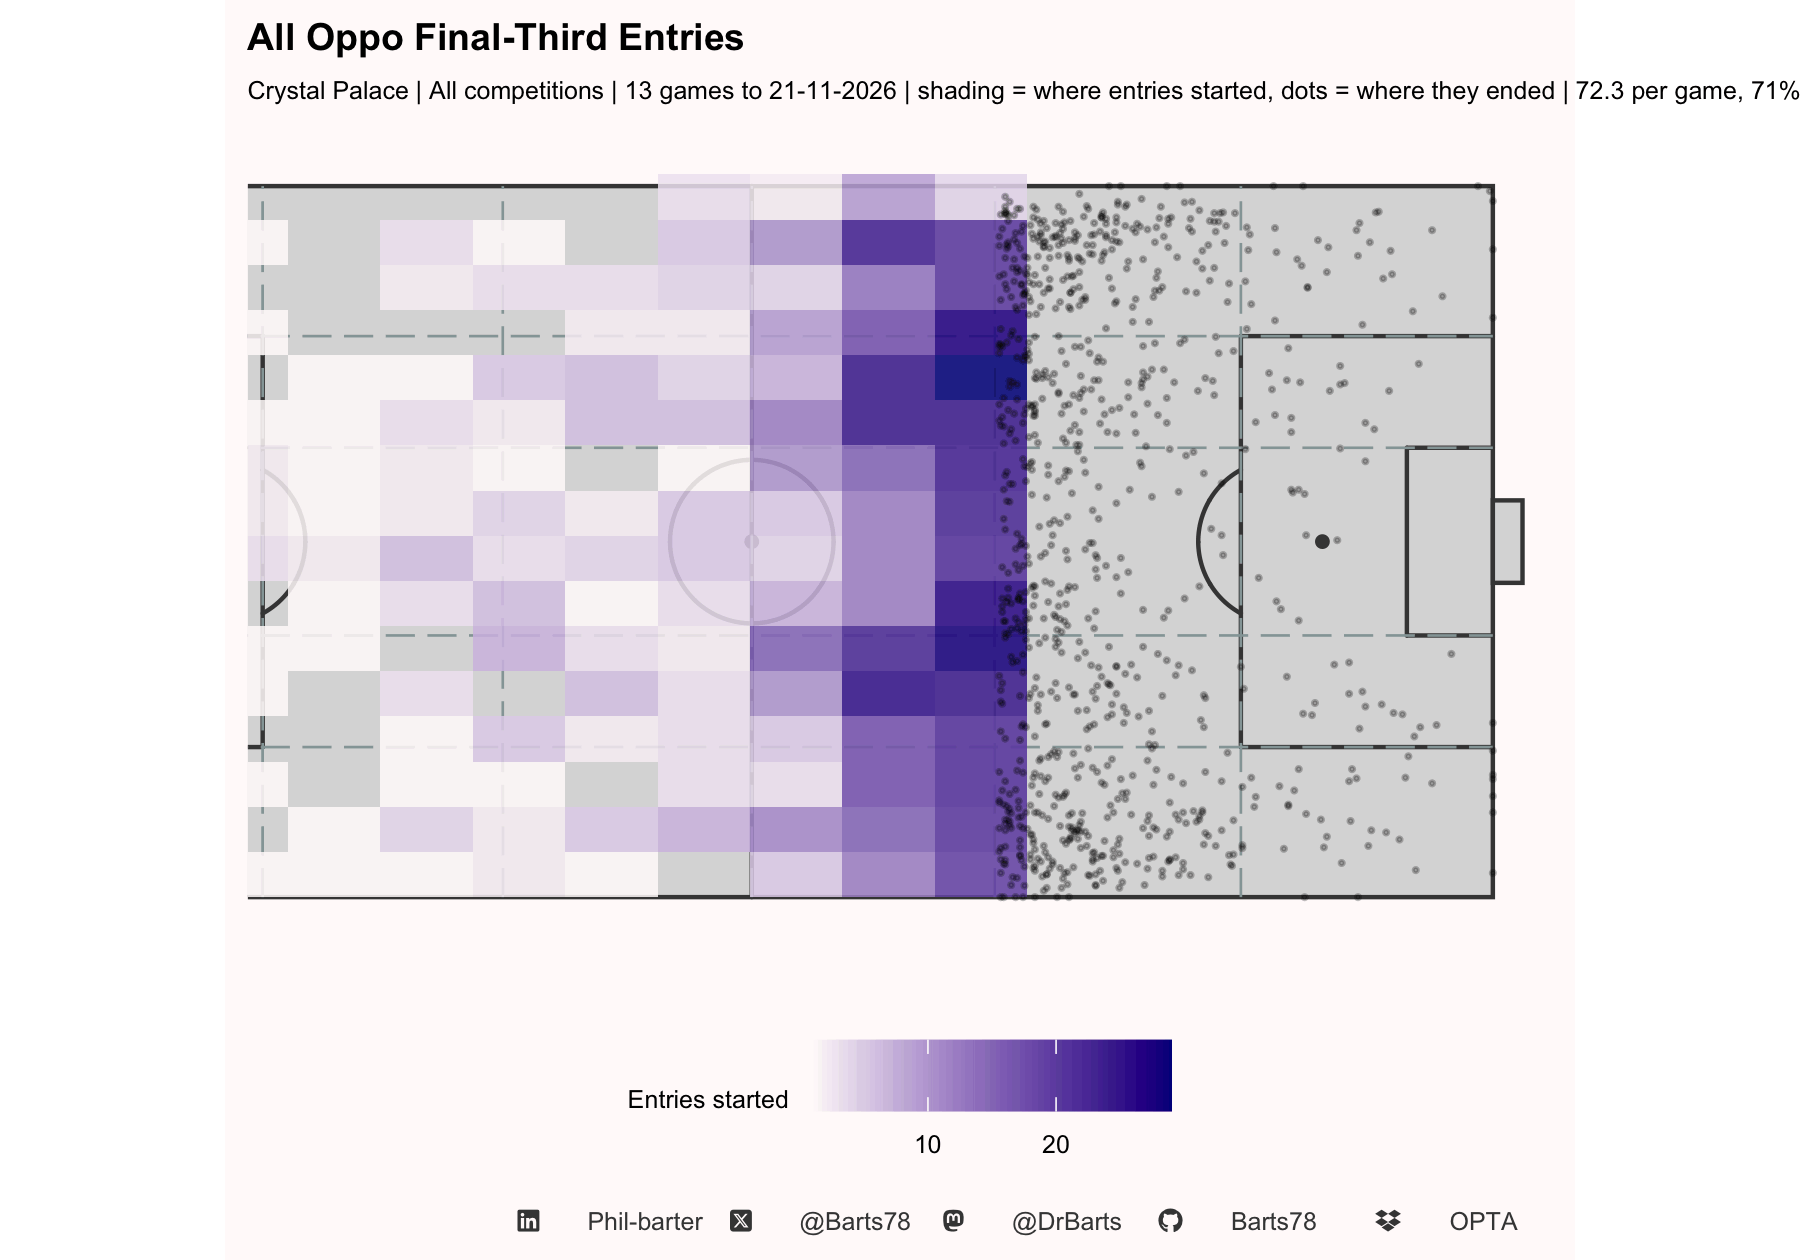 All Oppo Final-Third Entries
Crystal Palace | All competitions | 13 games to 21-11-2026 | shading = where entries started, dots = where they ended | 72.3 per game, 71%
Entries started
10 20
Phil-barter @Barts78 @DrBarts Barts78 OPTA